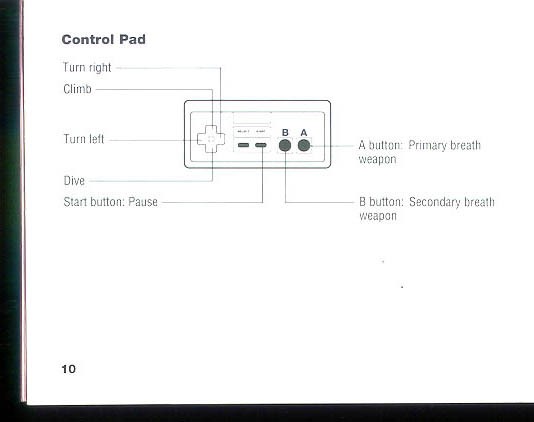 Control Pad
Turn right
Climb
SELECT START
B A
Turn left
A button: Primary breath
weapon
Dive
Start button: Pause
B button: Secondary breath
weapon
10